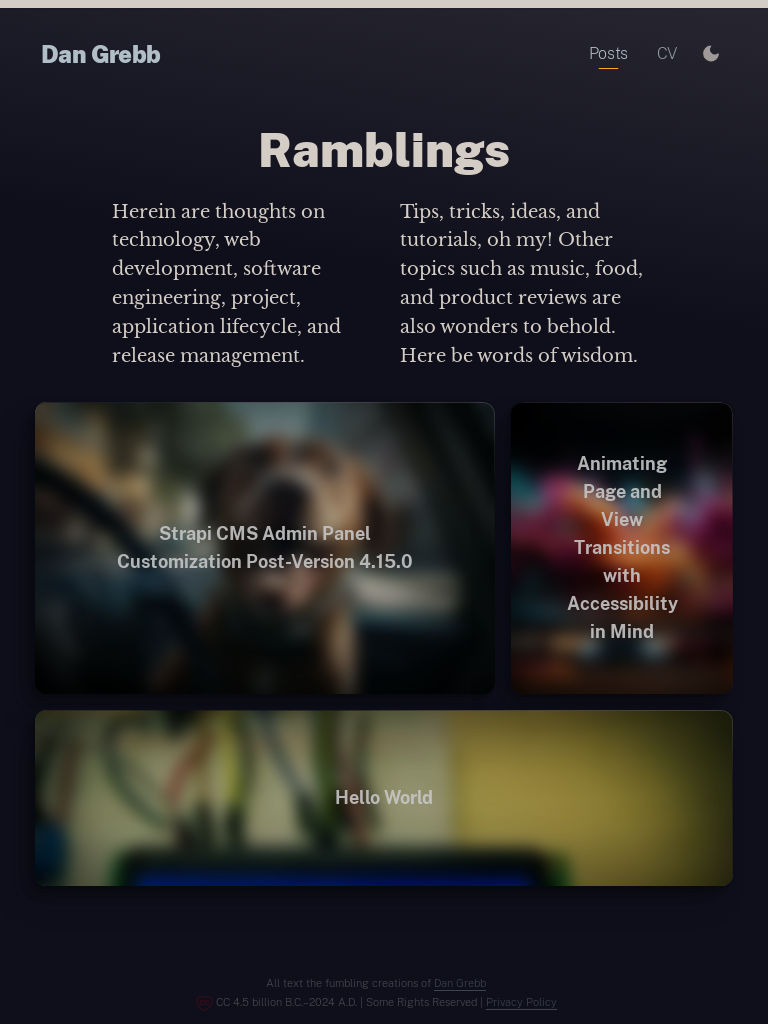 Dan Grebb
Posts
CV
Ramblings
Herein are thoughts on
technology, web
development, software
engineering, project,
application lifecycle, and
release management.
Tips, tricks, ideas, and
tutorials, oh my! Other
topics such as music, food,
and product reviews are
also wonders to behold.
Here be words of wisdom.
Strapi CMS Admin Panel
Customization Post-Version 4.15.0
Animating
Page and
View
Transitions
with
Accessibility
in Mind
Hello World
All text the fumbling creations of Dan Grebb
CC 4.5 billion B.C.–2024 A.D. | Some Rights Reserved | Privacy Policy